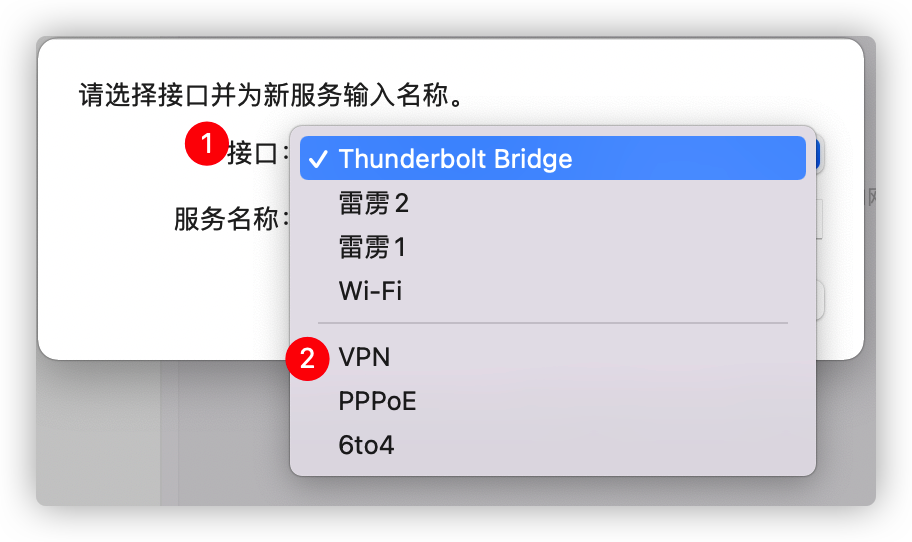 请选择接口并为新服务输入名称。
1 接口: ✓ Thunderbolt Bridge
雷雳 2
服务名称:
雷雳 1
Wi-Fi
2 VPN
PPPoE
6to4